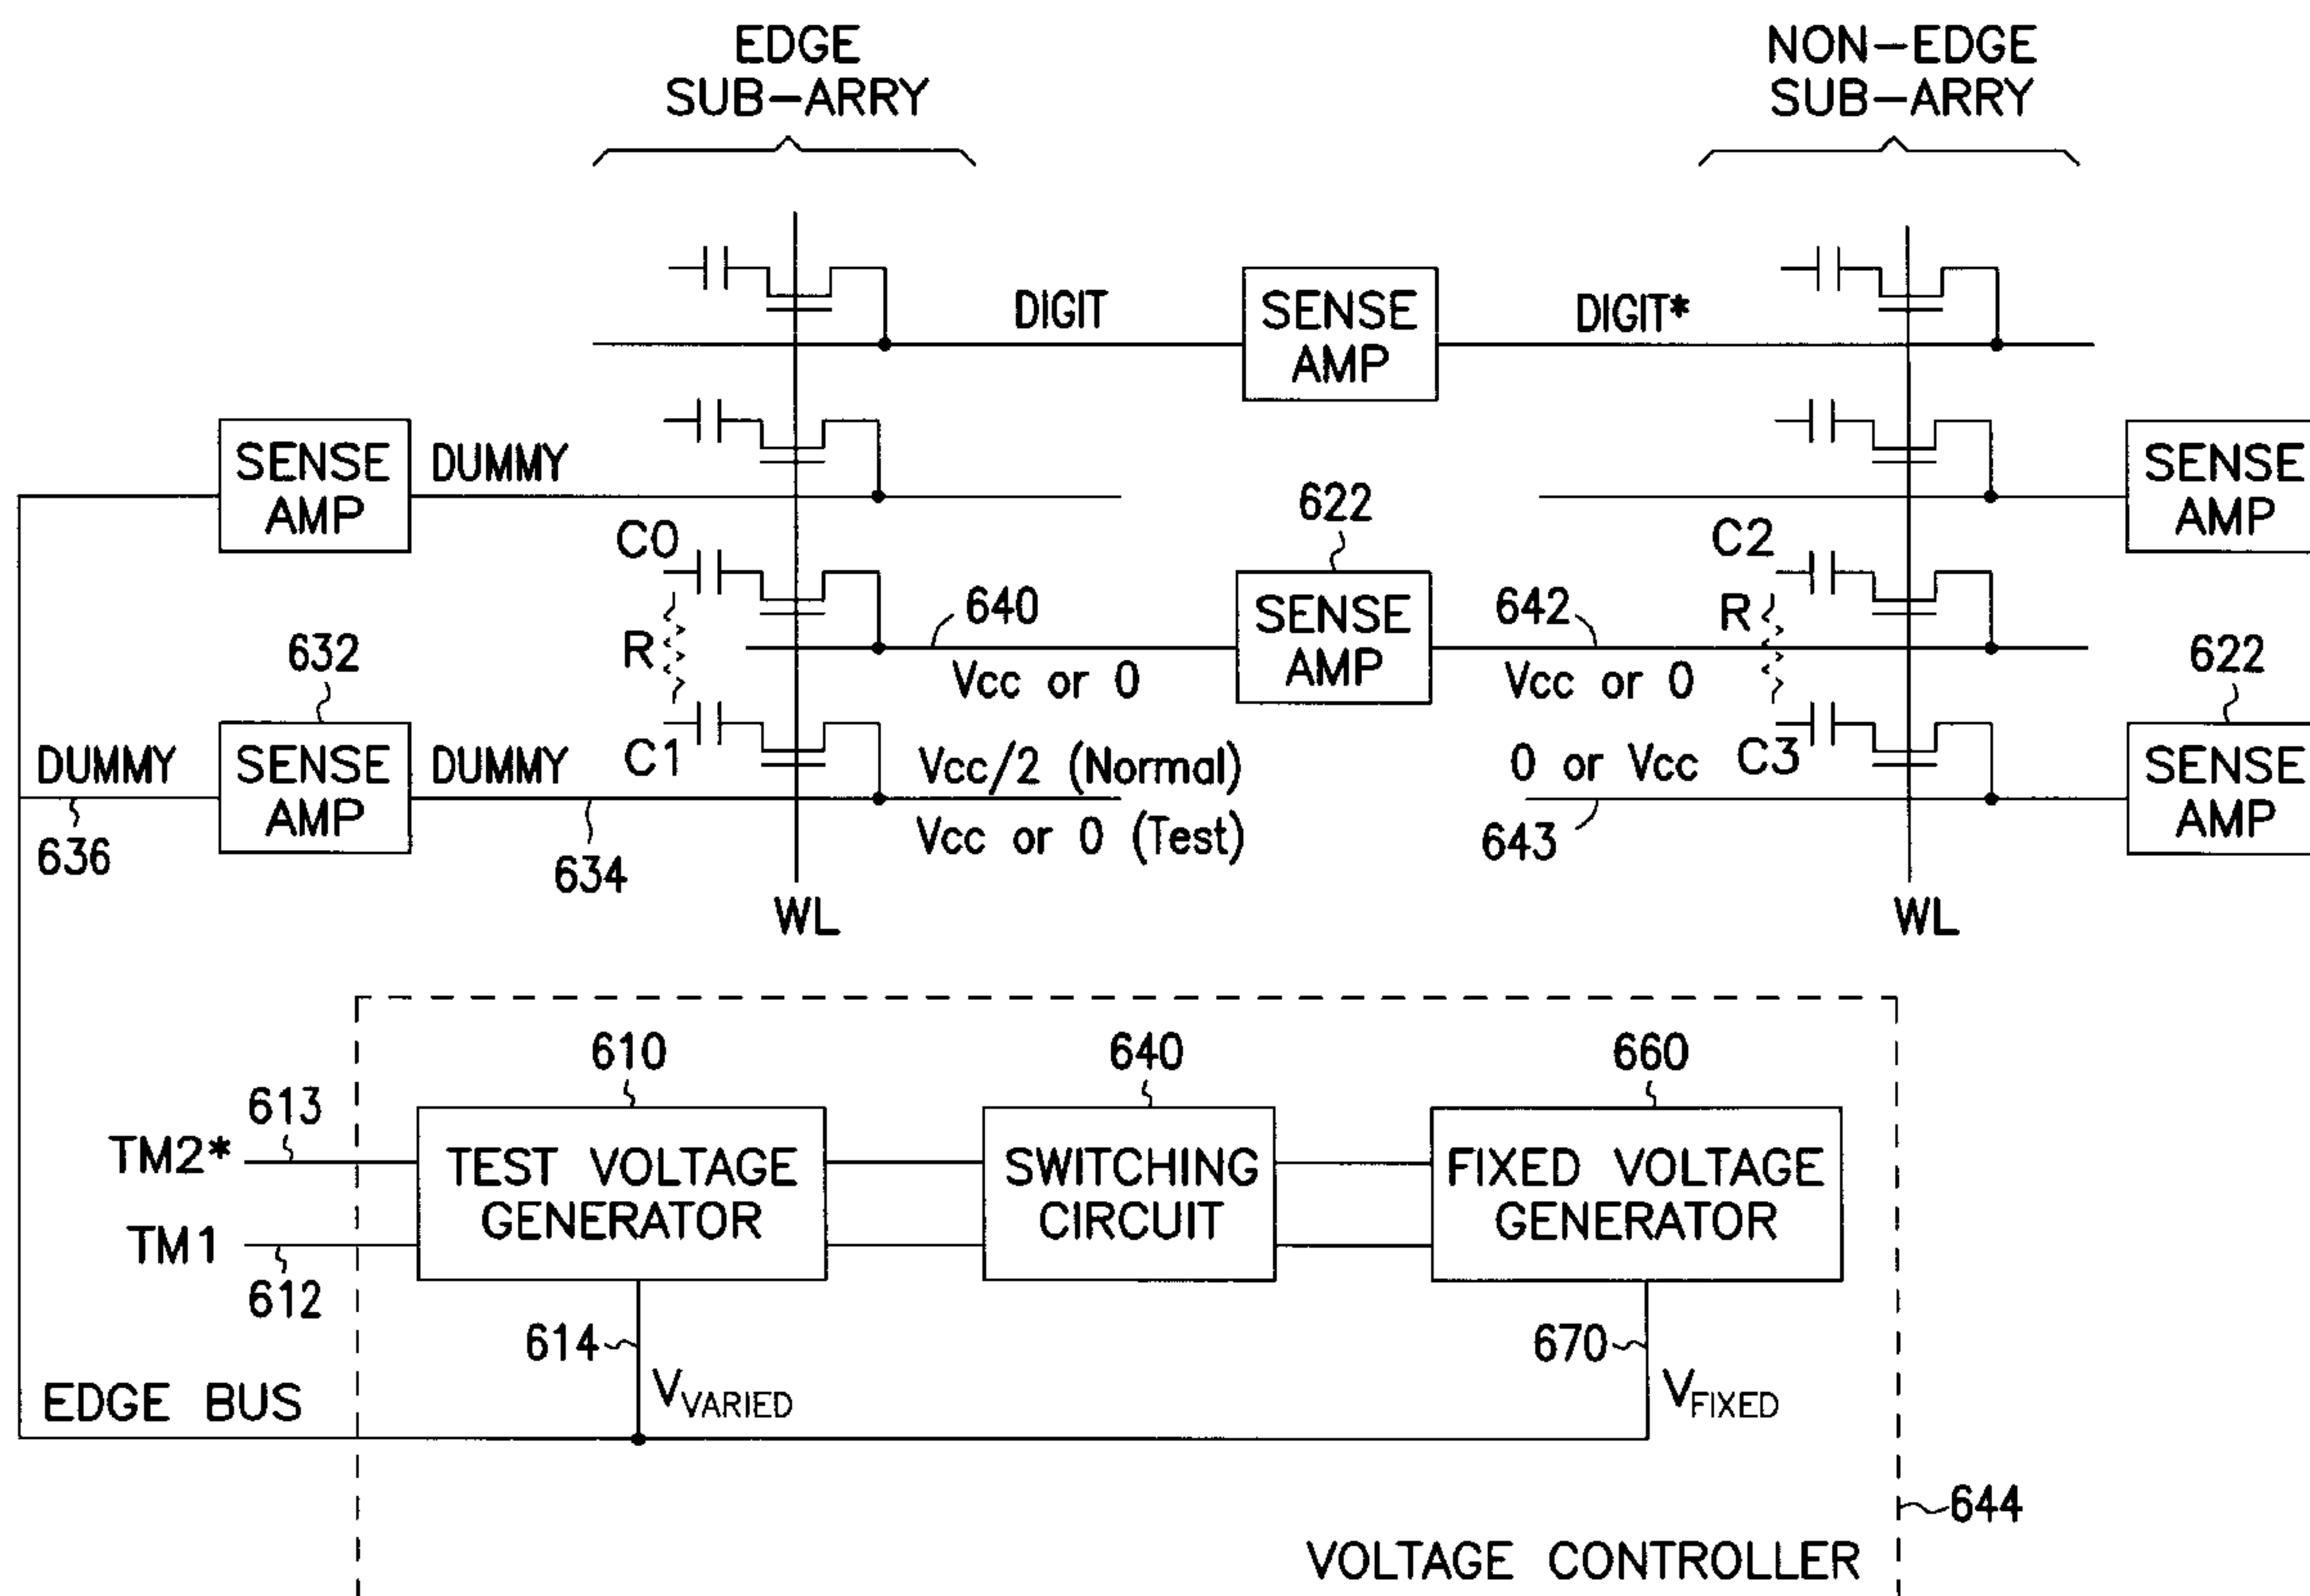 EDGE
SUB-ARRY
NON-EDGE
SUB-ARRY
DIGIT
SENSE
AMP
DIGIT*
SENSE
AMP
DUMMY
622
SENSE
AMP
C0
C2
640
SENSE
AMP
642
R
R
632
Vcc or 0
Vcc or 0
622
DUMMY
SENSE
AMP
DUMMY
C1
Vcc/2 (Normal)
0 or Vcc
C3
SENSE
AMP
636
634
Vcc or 0 (Test)
643
WL
WL
610
640
660
613
TM2*
TEST VOLTAGE
GENERATOR
SWITCHING
CIRCUIT
FIXED VOLTAGE
GENERATOR
TM1
612
614
670
EDGE BUS
VVARIED
VFIXED
644
VOLTAGE CONTROLLER